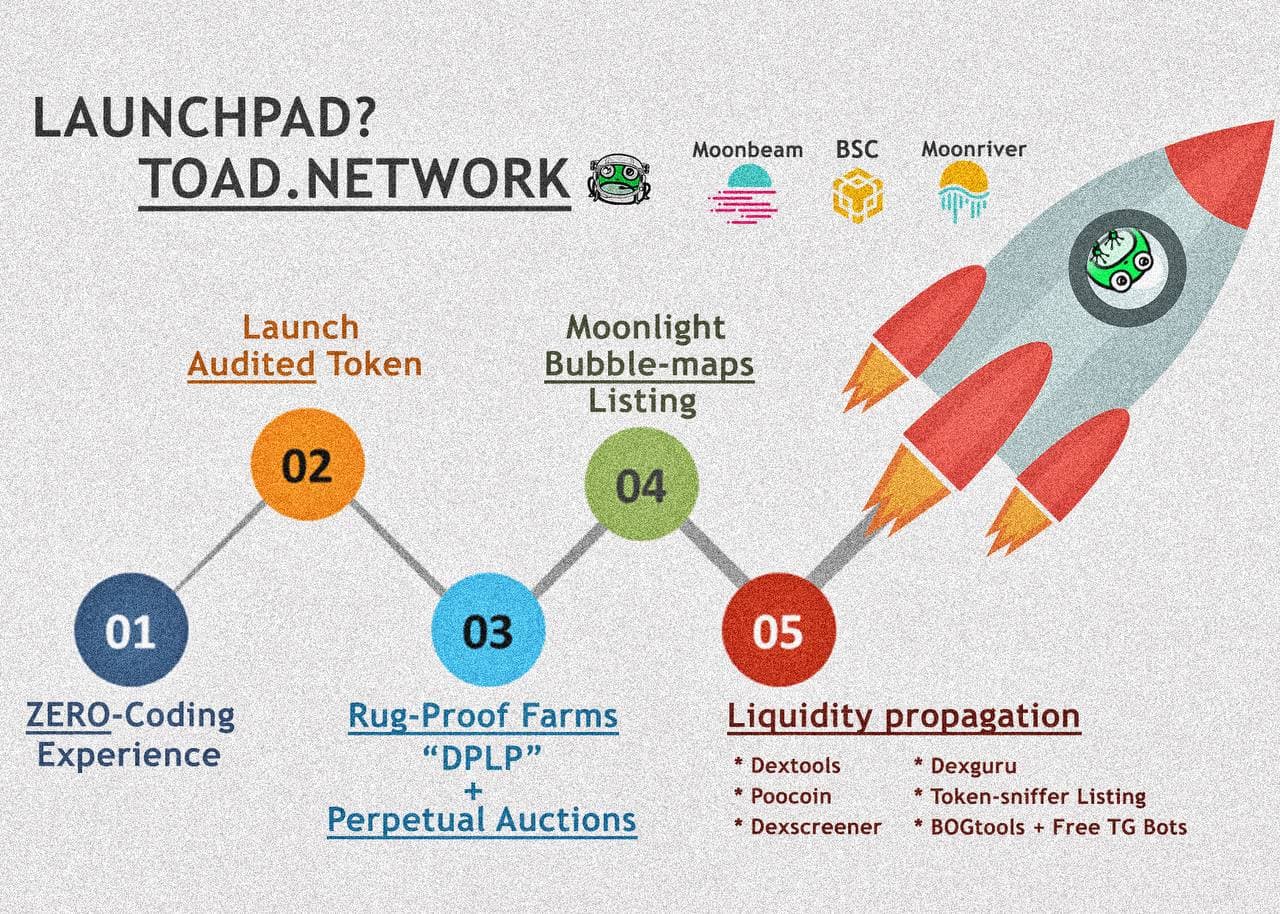 LAUNCHPAD?
TOAD.NETWORK
Moonbeam
BSC
Moonriver
Launch
Audited Token
Moonlight
Bubble-maps
Listing
02
04
01
03
05
ZERO-Coding
Experience
Rug-Proof Farms
“DPLP”
+
Perpetual Auctions
Liquidity propagation
* Dextools
* Poocoin
* Dexscreener
* Dexguru
* Token-sniffer Listing
* BOGtools + Free TG Bots